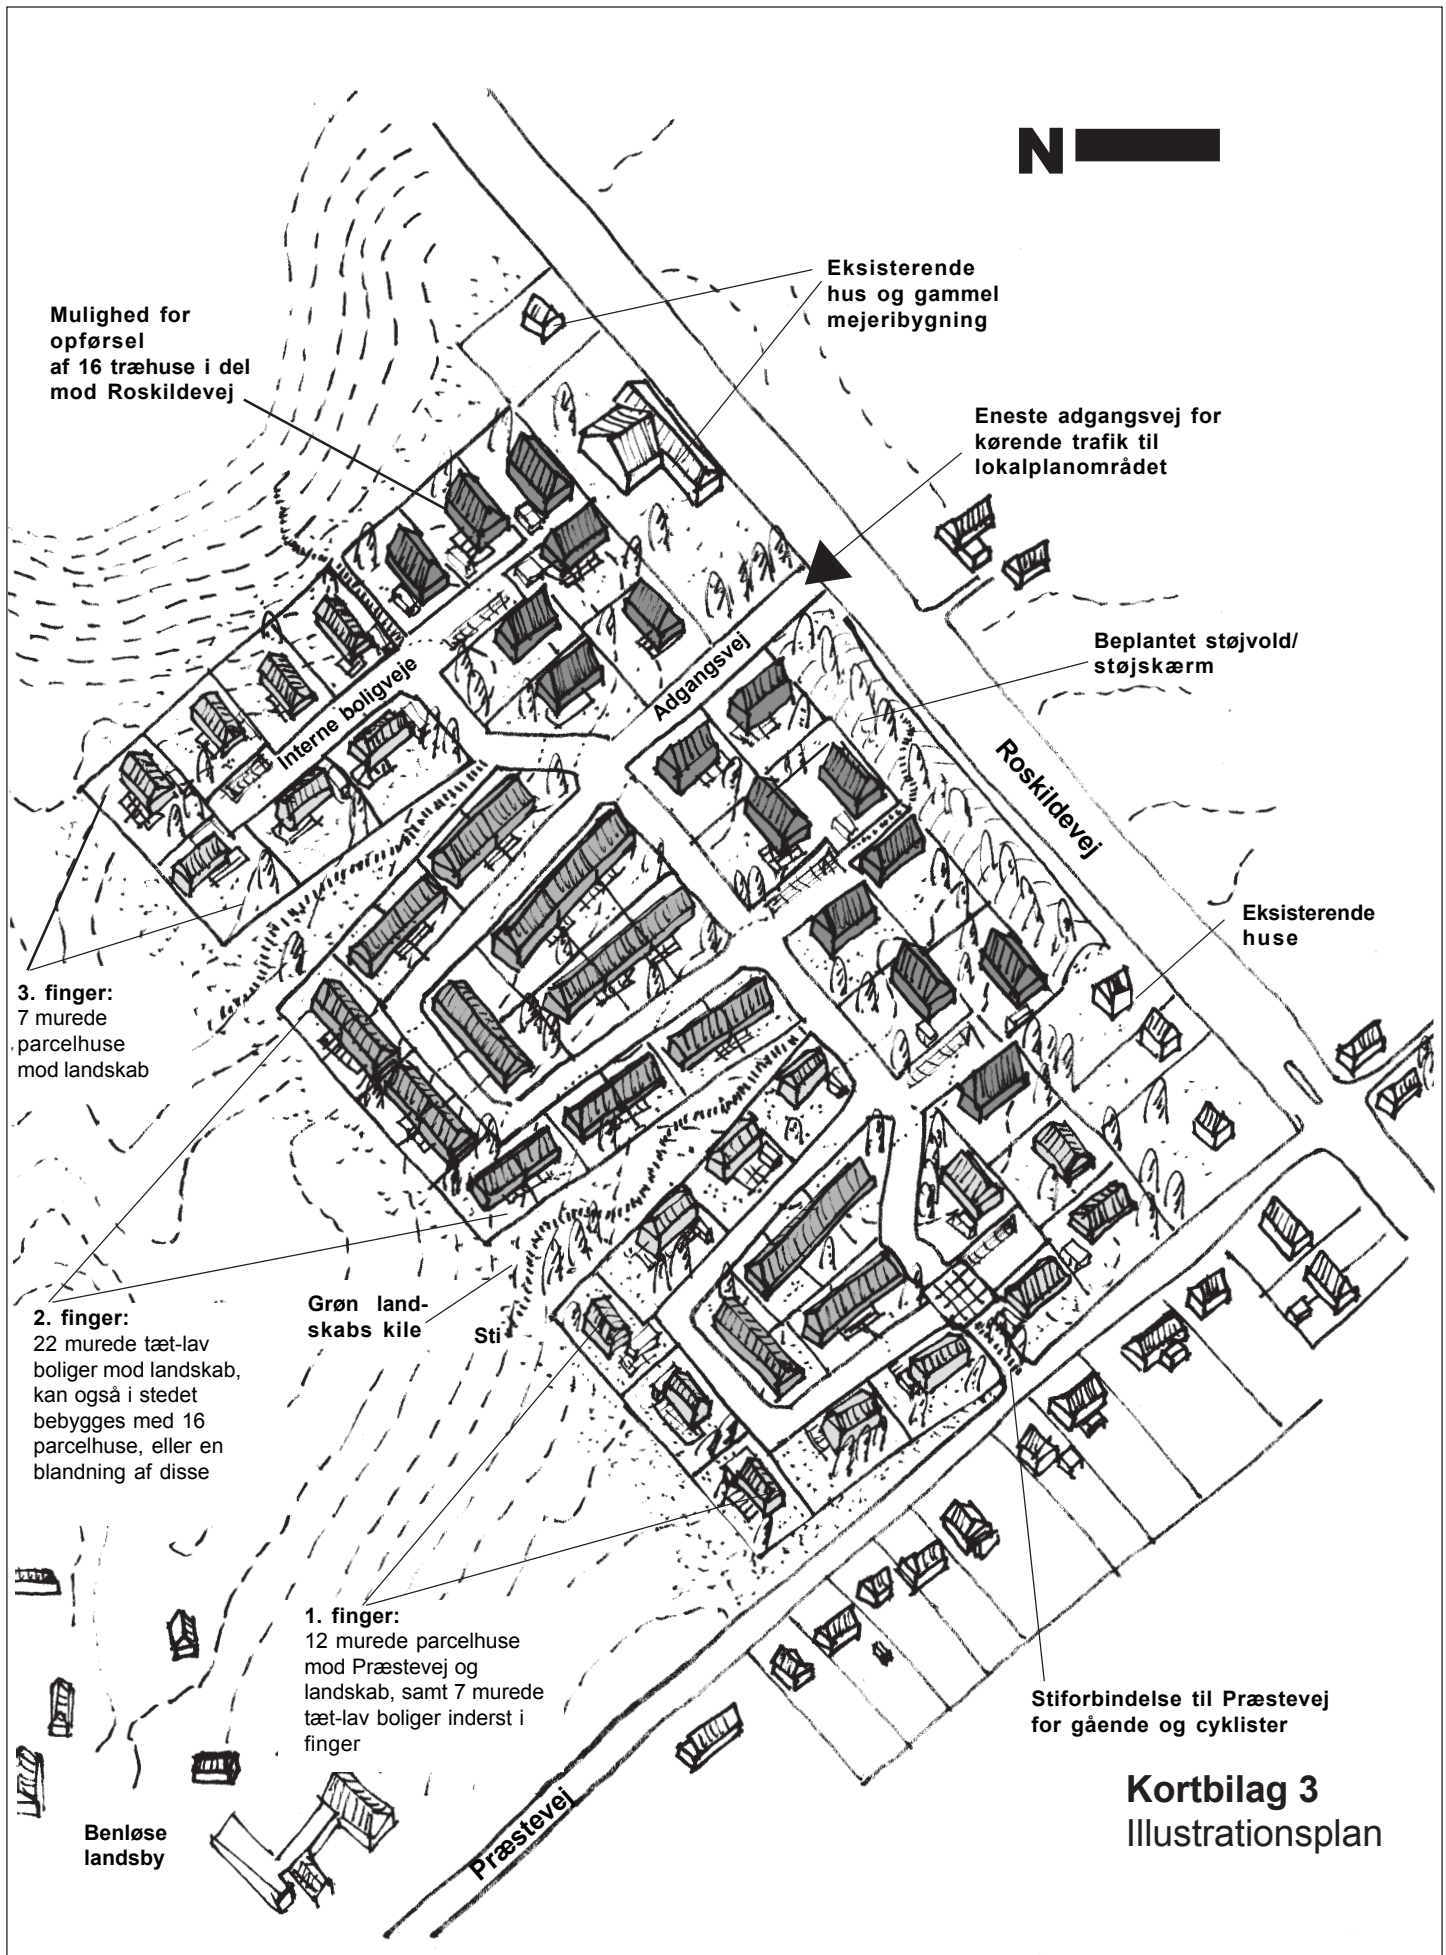 N
Eksisterende
hus og gammel
mejeribygning
Mulighed for
opførsel
af 16 træhuse i del
mod Roskildevej
Eneste adgangsvej for
kørende trafik til
lokalplanområdet
Beplantet støjvold/
støjskærm
Adgangsvej
Interne boligveje
Roskildevej
Eksisterende
huse
3. finger:
7 murede
parcelhuse
mod landskab
Grøn land-
skabs kile
Sti
2. finger:
22 murede tæt-lav
boliger mod landskab,
kan også i stedet
bebygges med 16
parcelhuse, eller en
blandning af disse
1. finger:
12 murede parcelhuse
mod Præstevej og
landskab, samt 7 murede
tæt-lav boliger inderst i
finger
Stiforbindelse til Præstevej
for gående og cyklister
Kortbilag 3
Illustrationsplan
Præstevej
Benløse
landsby